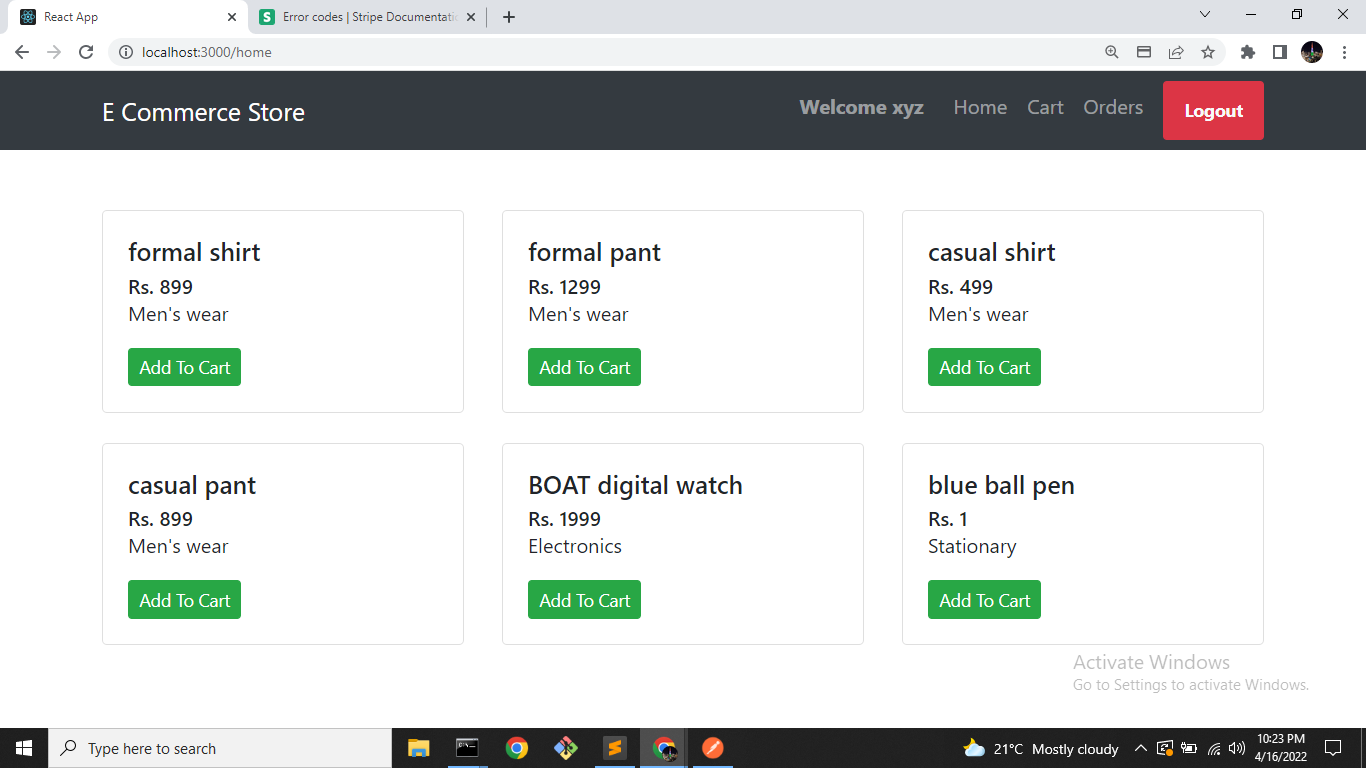 React App
Error codes | Stripe Documentatic
localhost:3000/home
E Commerce Store
Welcome xyz
Home
Cart
Orders
Logout
formal shirt
Rs. 899
Men's wear
Add To Cart
formal pant
Rs. 1299
Men's wear
Add To Cart
casual shirt
Rs. 499
Men's wear
Add To Cart
casual pant
Rs. 899
Men's wear
Add To Cart
BOAT digital watch
Rs. 1999
Electronics
Add To Cart
blue ball pen
Rs. 1
Stationary
Add To Cart
Activate Windows
Go to Settings to activate Windows.
Type here to search
21°C Mostly cloudy
10:23 PM
4/16/2022